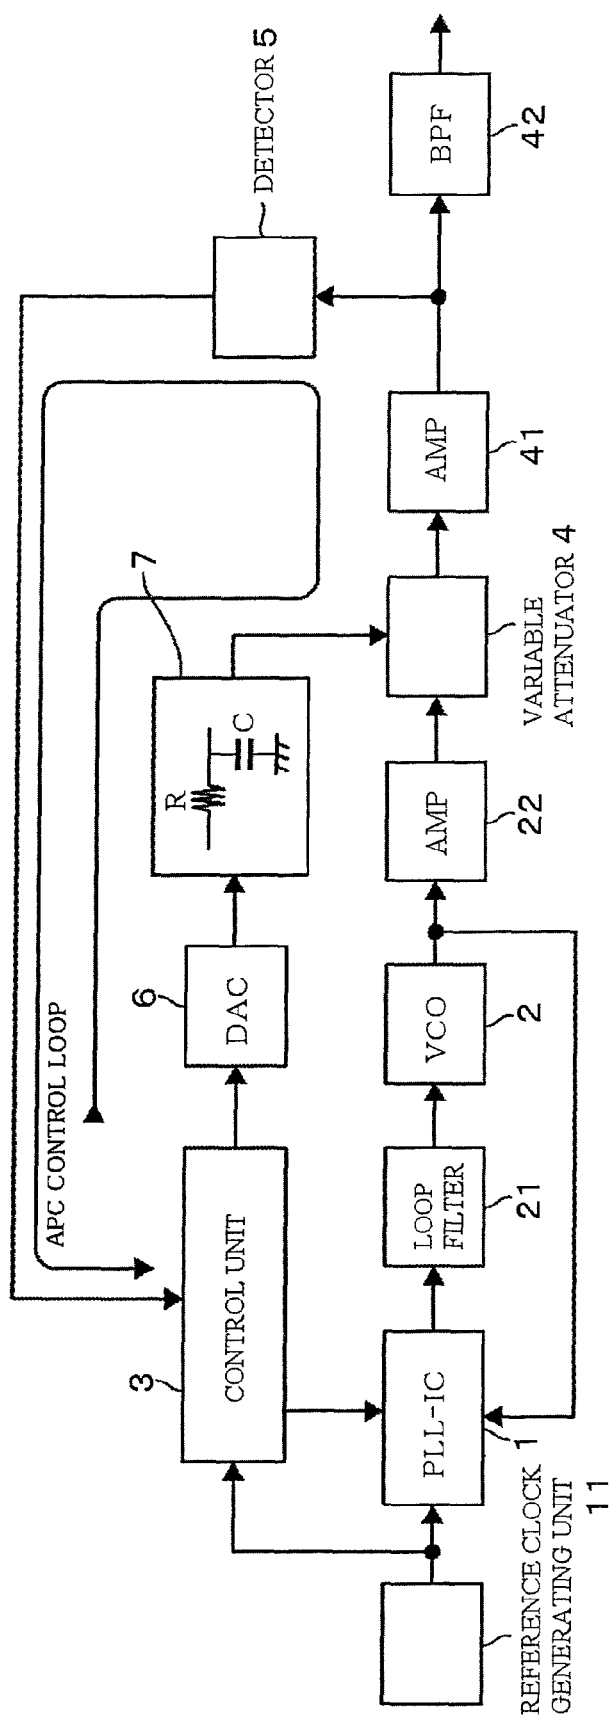 APC CONTROL LOOP
7
DETECTOR 5
3
CONTROL UNIT
6
DAC
R
C
REFERENCE CLOCK
GENERATING UNIT
11
PLL-IC
1
LOOP
FILTER
21
VCO
2
AMP
22
VARIABLE
ATTENUATOR 4
AMP
41
BPF
42